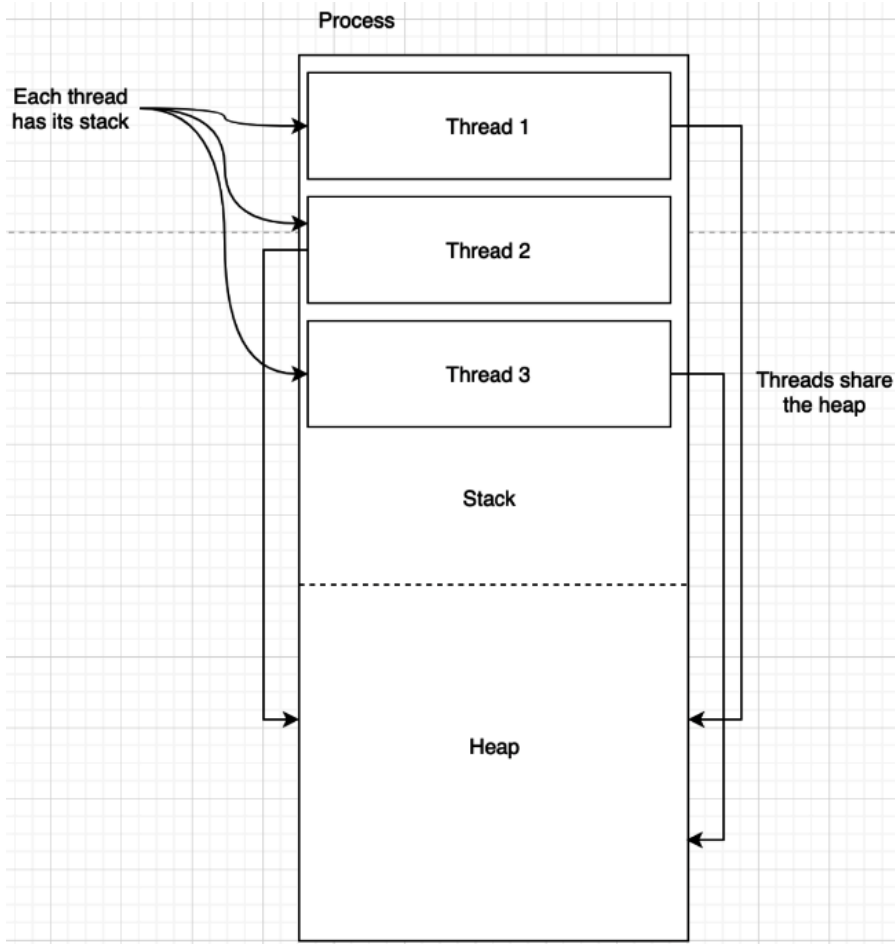 Process
Each thread
has its stack
Thread 1
Thread 2
Thread 3
Threads share
the heap
Stack
Heap